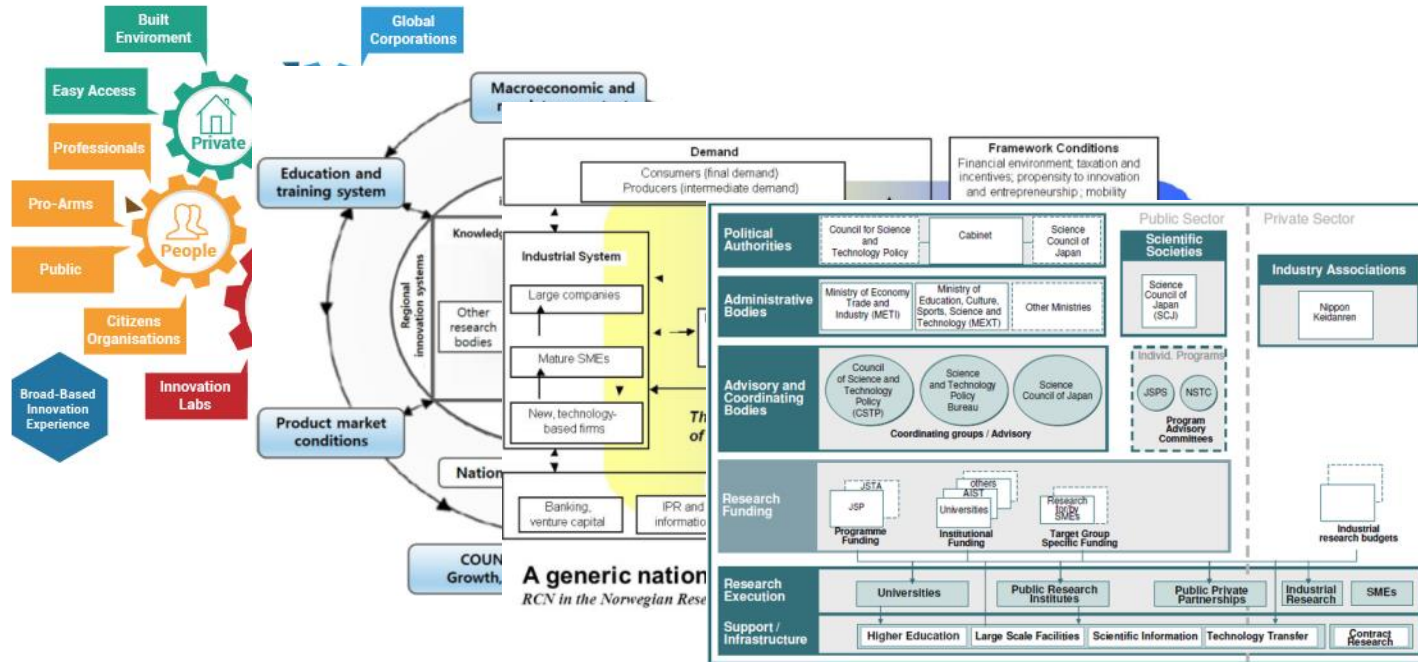 Built
Enviroment
Global
Corporations
Easy Access
Private
Professionals
Pro-Arms
People
Public
Citizens
Organisations
Broad-Based
Innovation
Experience
Innovation
Labs
Macroeconomic and
Education and
training system
Knowledg
Regional
innovation systems
Other
research
bodies
Product market
conditions
Nation
COUN
Growth,
Demand
Consumers (final demand)
Producers (intermediate demand)
Framework Conditions
Financial environment; taxation and
incentives; propensity to innovation
and entrepreneurship; mobility
Industrial System
Large companies
Mature SMEs
New, technology-
based firms
Th
of
Banking,
venture capital
IPR and
information
A generic nation
RCN in the Norwegian Rese
Public Sector
Private Sector
Political
Authorities
Council for Science
and
Technology Policy
Cabinet
Science
Council of
Japan
Scientific
Societies
Science
Council of
Japan
(SCJ)
Industry Associations
Nippon
Keidanren
Administrative
Bodies
Ministry of Economy
Trade and
Industry (METI)
Ministry of
Education, Culture,
Sports, Science and
Technology (MEXT)
Other Ministries
Advisory and
Coordinating
Bodies
Council
of Science and
Technology
Policy
(CSTP)
Science
and Technology
Policy
Bureau
Science
Council of Japan
Coordinating groups / Advisory
Individ. Programs
JSPS
NSTC
Program
Advisory
Committees
Research
Funding
JSTA
JSP
Programme
Funding
others
AIST
Universities
Institutional
Funding
Research
for/by
SMEs
Target Group
Specific Funding
Industrial
research budgets
Research
Execution
Universities
Public Research
Institutes
Public Private
Partnerships
Industrial
Research
SMEs
Support /
Infrastructure
Higher Education
Large Scale Facilities
Scientific Information
Technology Transfer
Contract
Research